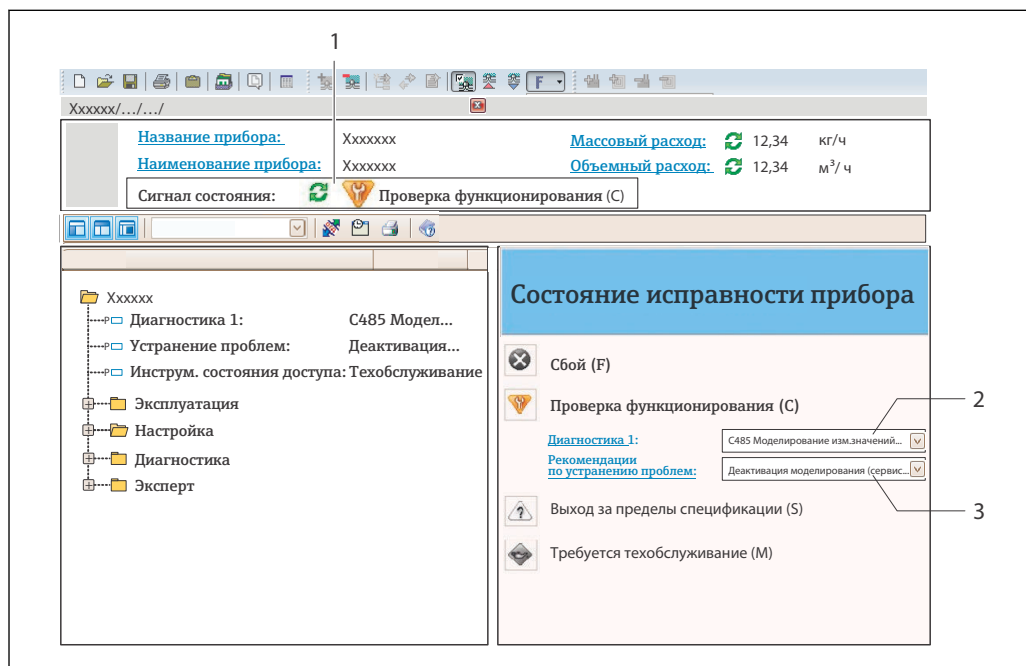 1
F
Xxxxxx/.../.../
Название прибора: Xxxxxxx Массовый расход: 12,34 кг/ч
Наименование прибора: Xxxxxxx Объемный расход: 12,34 м³/ ч
Сигнал состояния: Проверка функционирования (C)
Xxxxxx
P Диагностика 1: C485 Модел...
P Устранение проблем: Деактивация...
P Инструм. состояния доступа: Техобслуживание
Эксплуатация
Настройка
Диагностика
Эксперт
Состояние исправности прибора
Сбой (F)
Проверка функционирования (C)
2
Диагностика 1: C485 Моделирование изм.значений...
Рекомендации
по устранению проблем: Деактивация моделирования (сервис...
3
Выход за пределы спецификации (S)
Требуется техобслуживание (M)